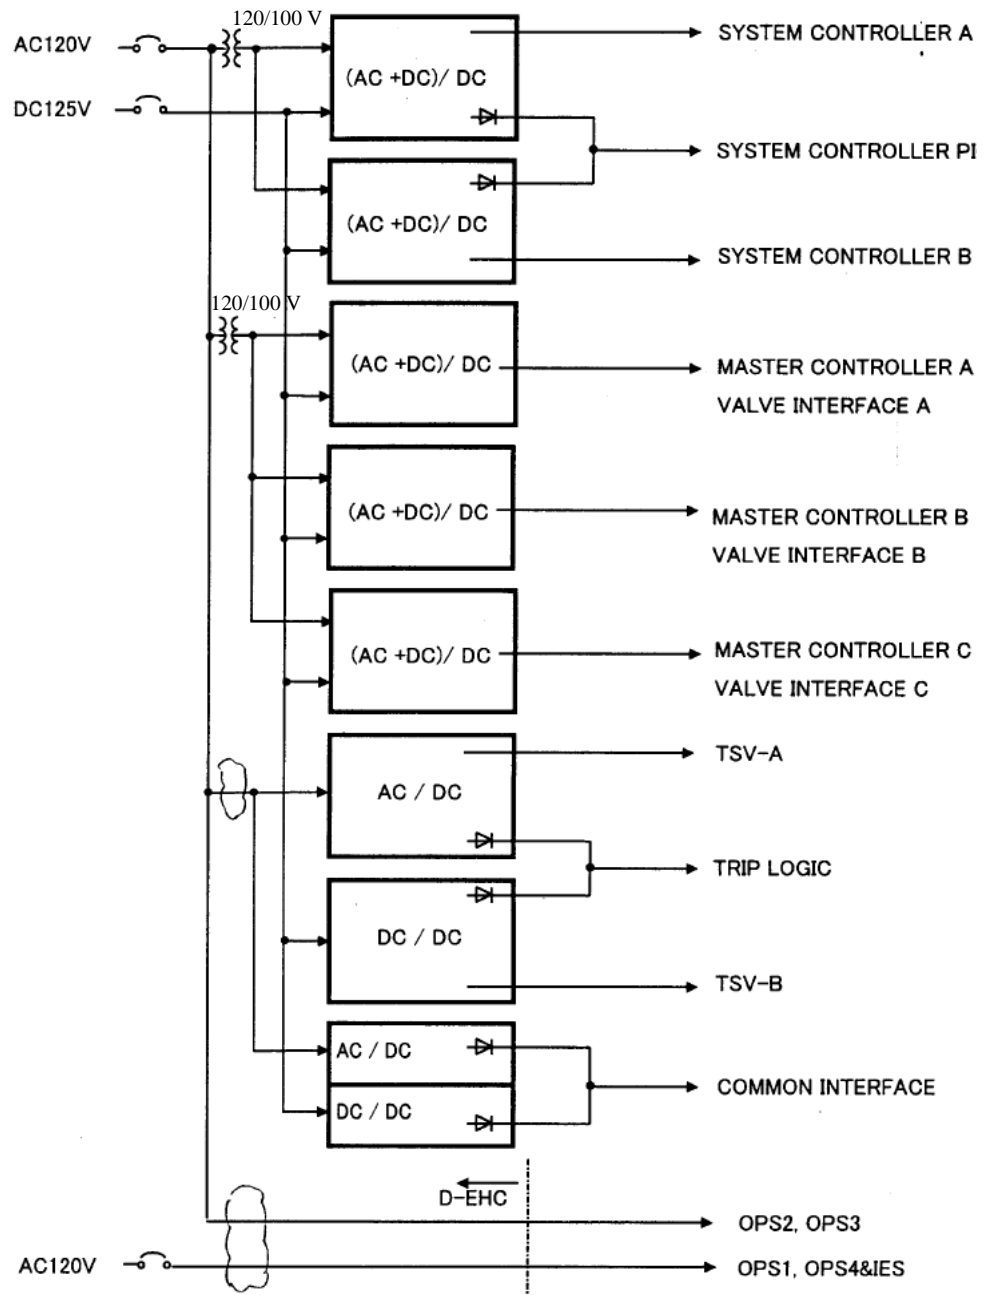 120/100 V
AC120V
SYSTEM CONTROLLER A
(AC +DC)/ DC
DC125V
SYSTEM CONTROLLER PI
(AC +DC)/ DC
SYSTEM CONTROLLER B
120/100 V
(AC +DC)/ DC
MASTER CONTROLLER A
VALVE INTERFACE A
(AC +DC)/ DC
MASTER CONTROLLER B
VALVE INTERFACE B
(AC +DC)/ DC
MASTER CONTROLLER C
VALVE INTERFACE C
TSV-A
AC / DC
TRIP LOGIC
DC / DC
TSV-B
AC / DC
COMMON INTERFACE
DC / DC
D-EHC
OPS2, OPS3
AC120V
OPS1, OPS4&IES